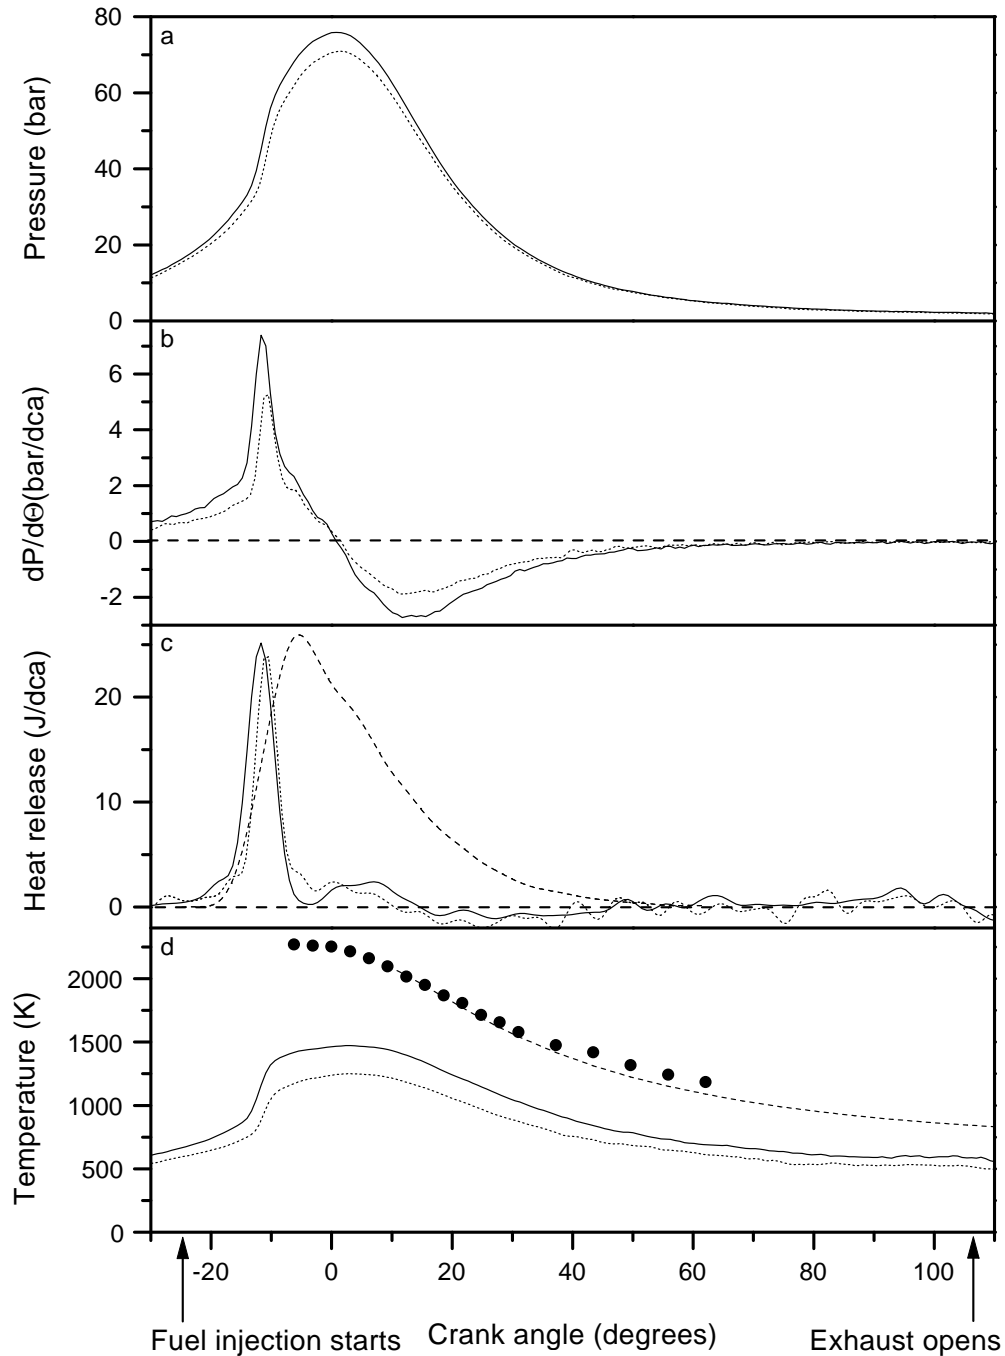 80
a
60
40
20
0
Pressure (bar)
b
6
4
2
0
-2
dP/dΘ(bar/dca)
c
20
10
0
Heat release (J/dca)
d
2000
1500
1000
500
0
Temperature (K)
-20 0 20 40 60 80 100
Fuel injection starts Crank angle (degrees) Exhaust opens